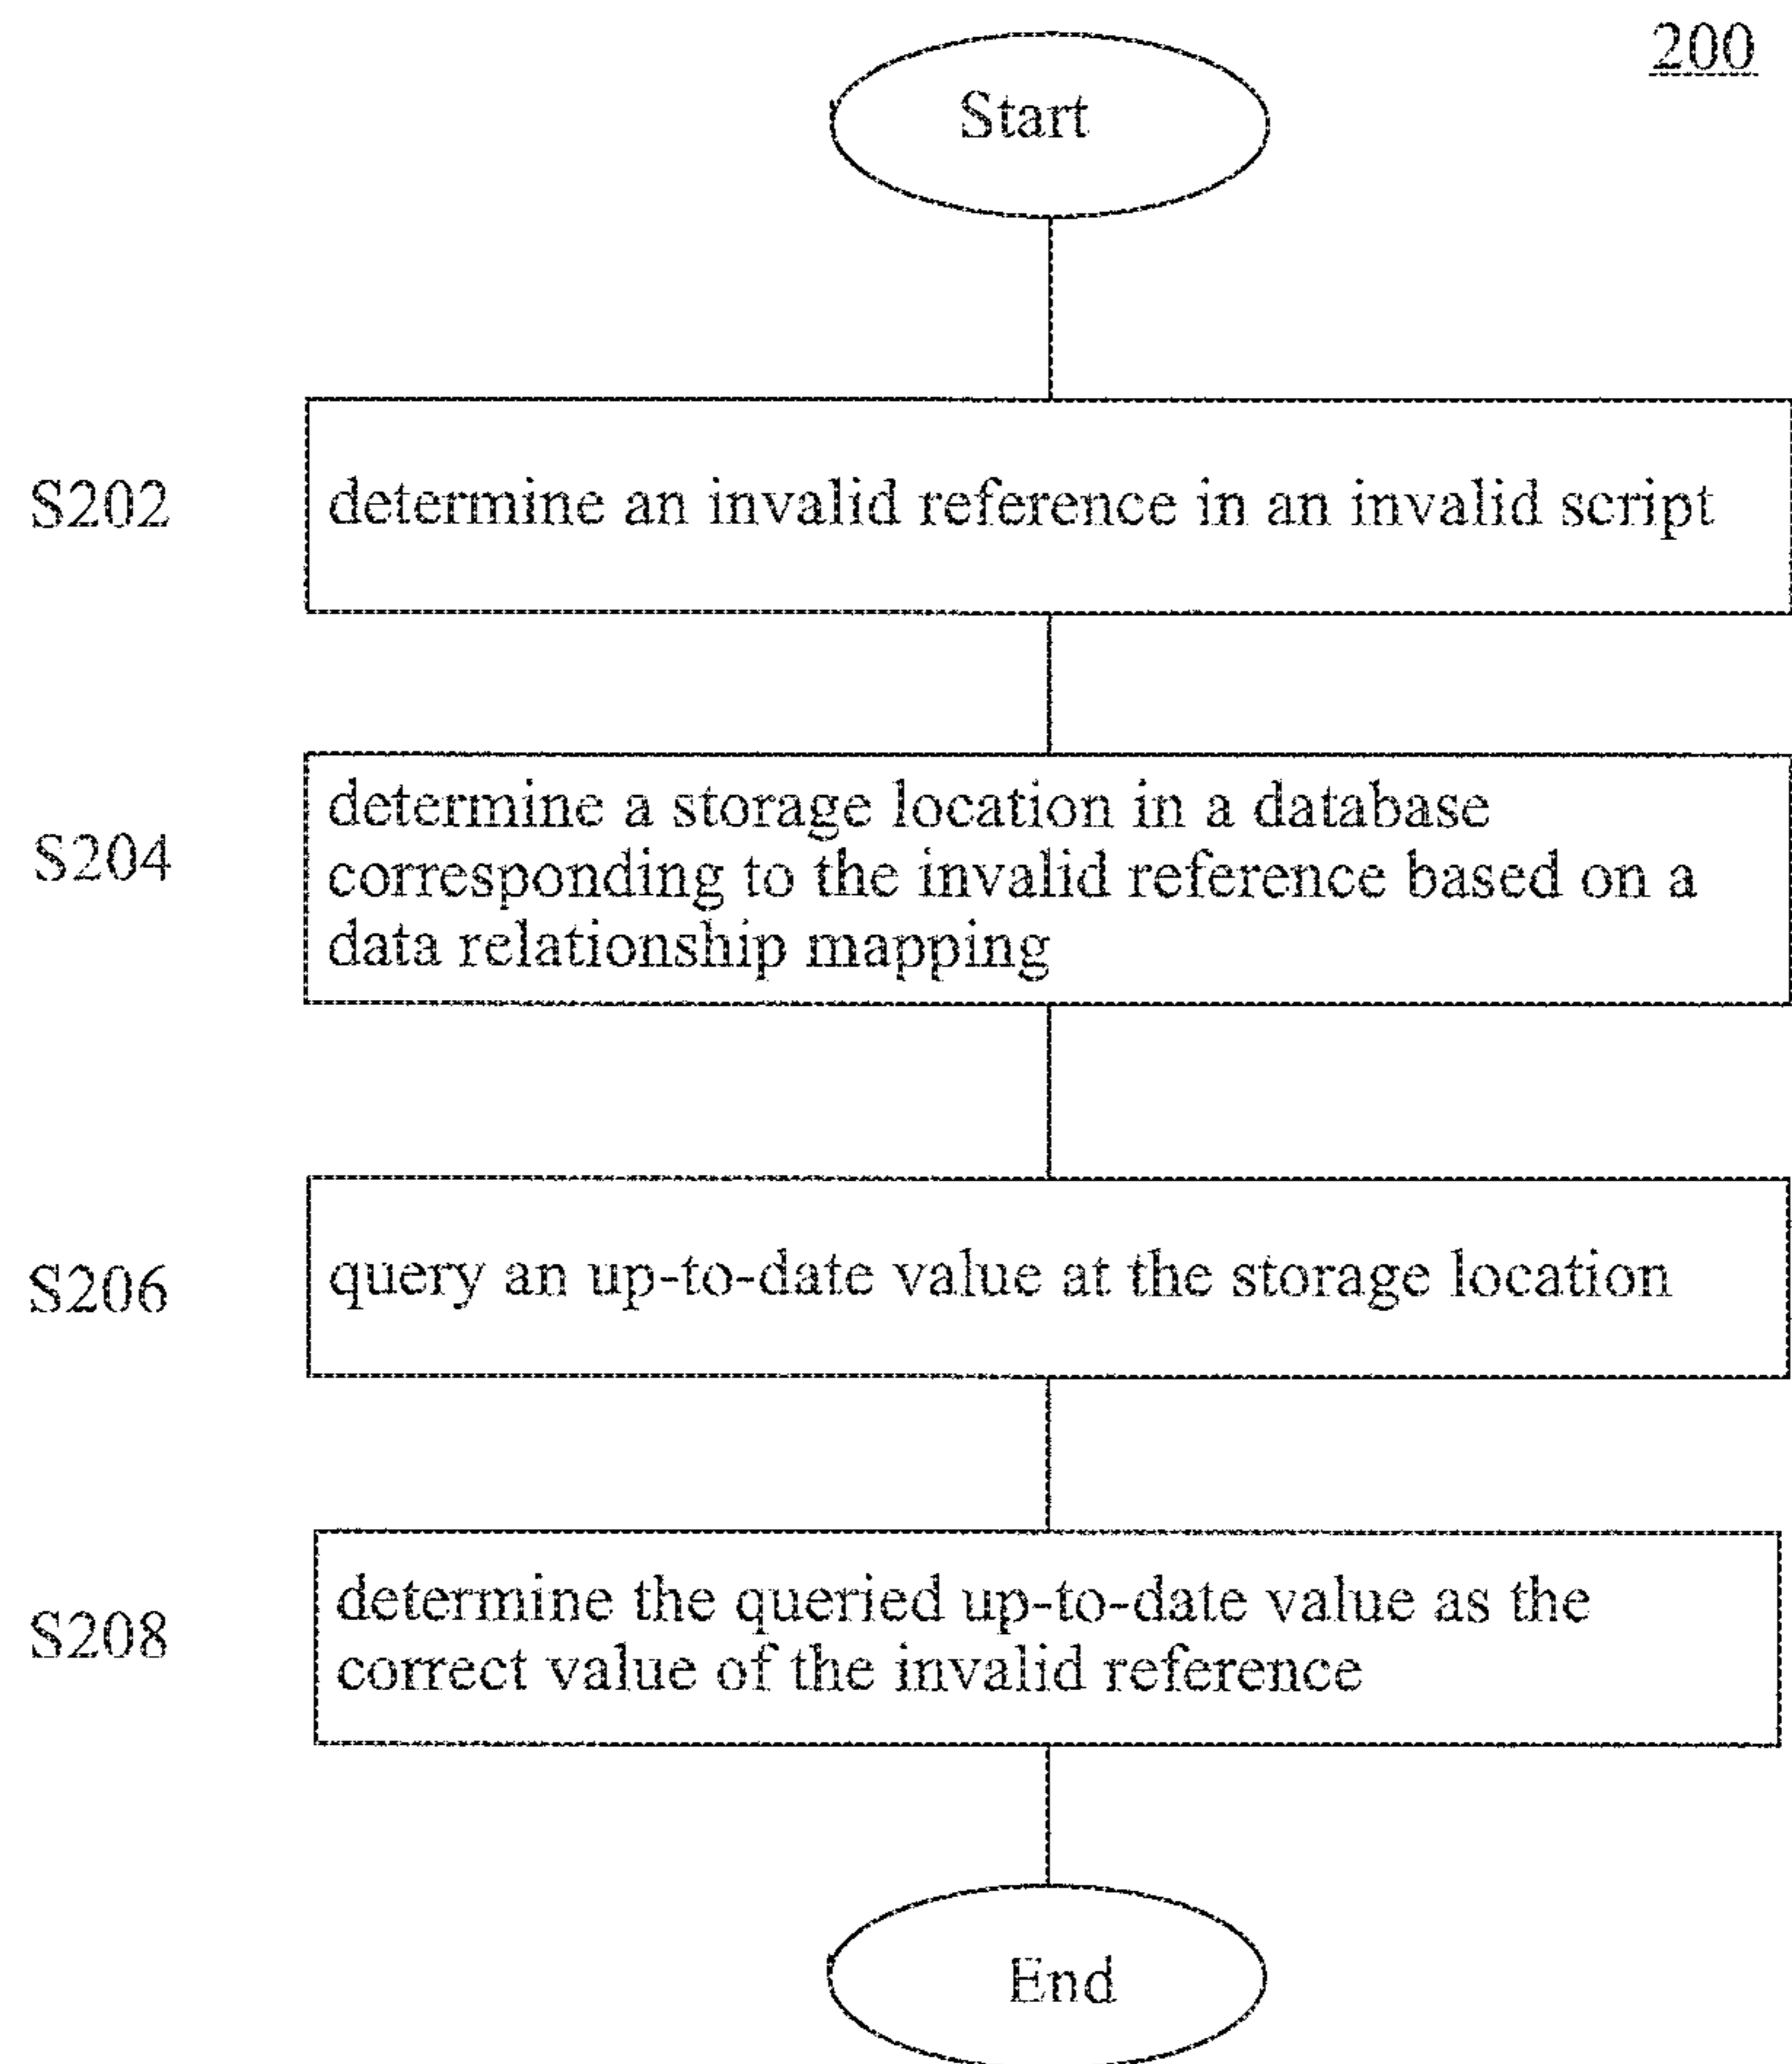 200
Start
S202
determine an invalid reference in an invalid script
S204
determine a storage location in a database
corresponding to the invalid reference based on a
data relationship mapping
S206
query an up-to-date value at the storage location
S208
determine the queried up-to-date value as the
correct value of the invalid reference
End